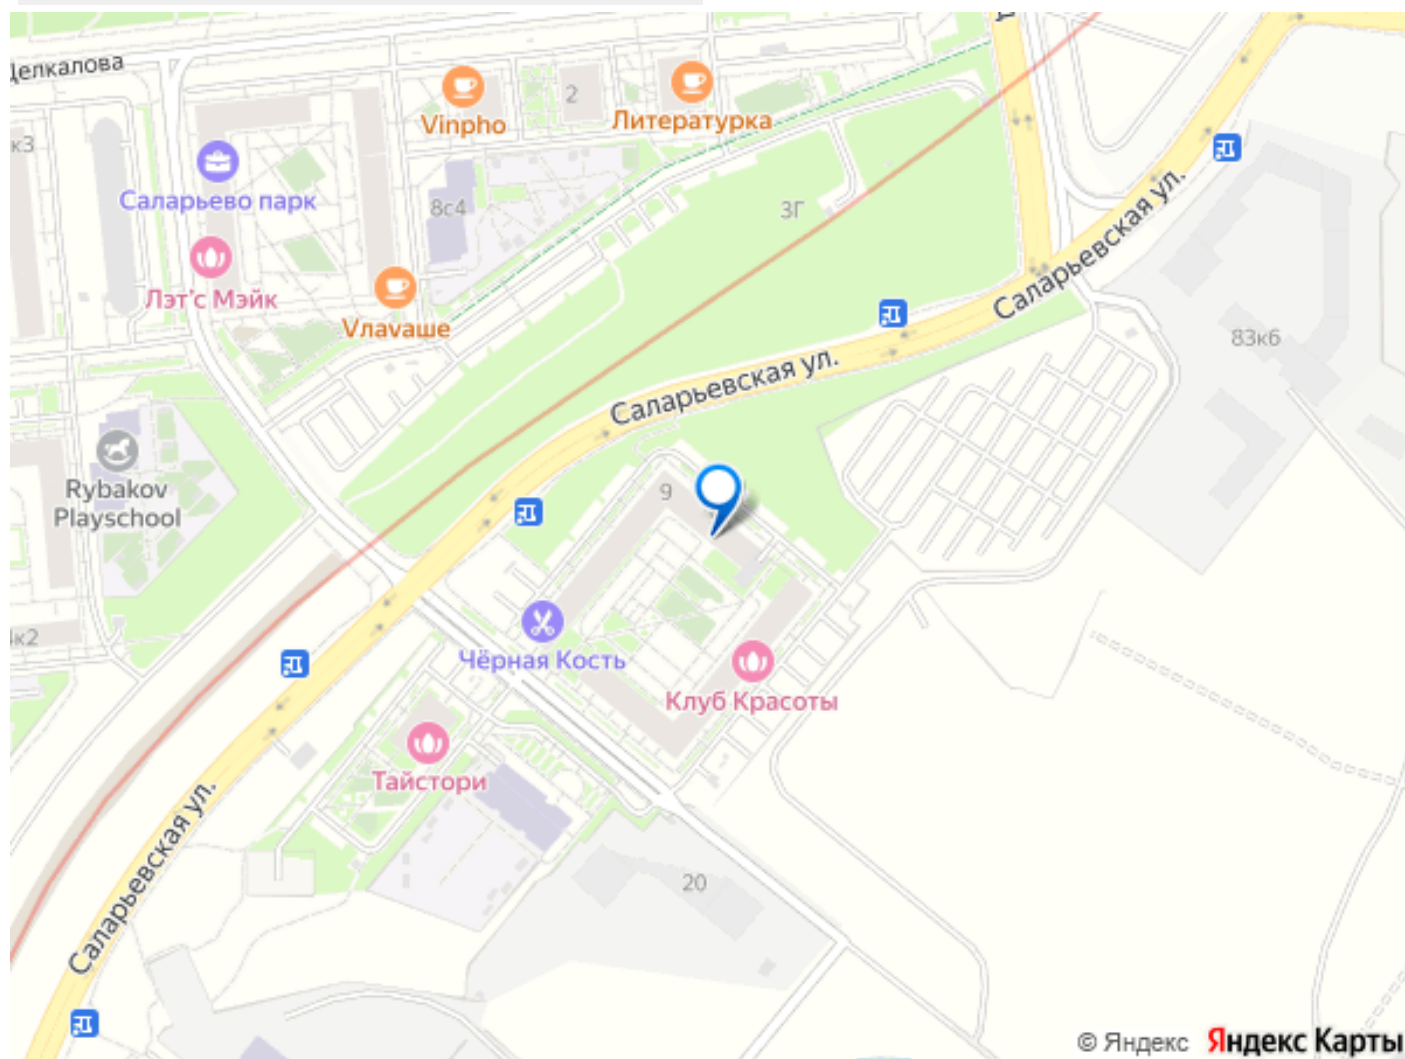 Целкалова
Vinpho
2
Литературка
к3
Саларьево парк
8с4
3Г
Саларьевская ул.
Лэт'с Мэйк
Vлаvаше
83к6
Саларьевская ул.
Rybakov
Playschool
9
к2
Чёрная Кость
Клуб Красоты
Тайстори
Саларьевская ул.
20
© Яндекс Яндекс Карты